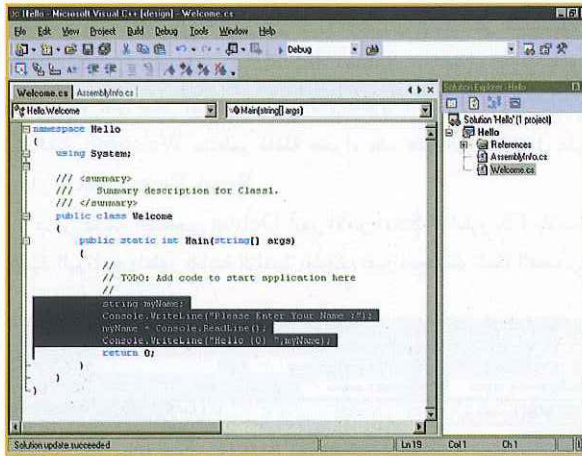 Hello - Microsoft Visual C++ [design] - Welcome.cs
File Edit View Project Build Debug Tools Window Help
Debug
Welcome.cs AssemblyInfo.cs
Hello.Welcome
Main(string[] args)
namespace Hello
{
using System;
/// <summary>
/// Summary description for Class1.
/// </summary>
public class Welcome
{
public static int Main(string[] args)
{
//
// TODO: Add code to start application here
//
string myName;
Console.WriteLine("Please Enter Your Name :");
myName = Console.ReadLine();
Console.WriteLine("Hello {0} ",myName);
return 0;
}
}
}
Solution Explorer - Hello
Solution 'Hello' (1 project)
Hello
References
AssemblyInfo.cs
Welcome.cs
Solution update succeeded
Ln 19 Col 1 Ch 1